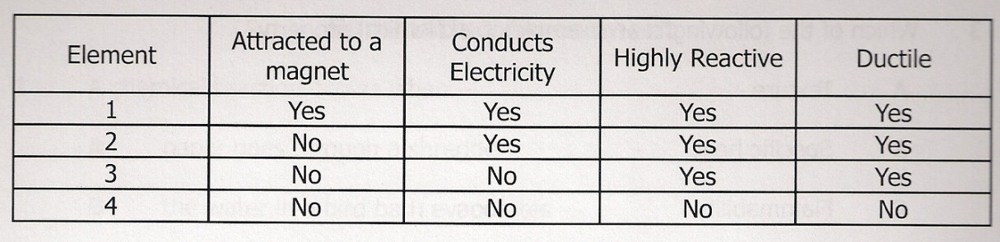 Element Attracted to a magnet Conducts Electricity Highly Reactive Ductile
1 Yes Yes Yes Yes
2 No Yes Yes Yes
3 No No Yes Yes
4 No No No No